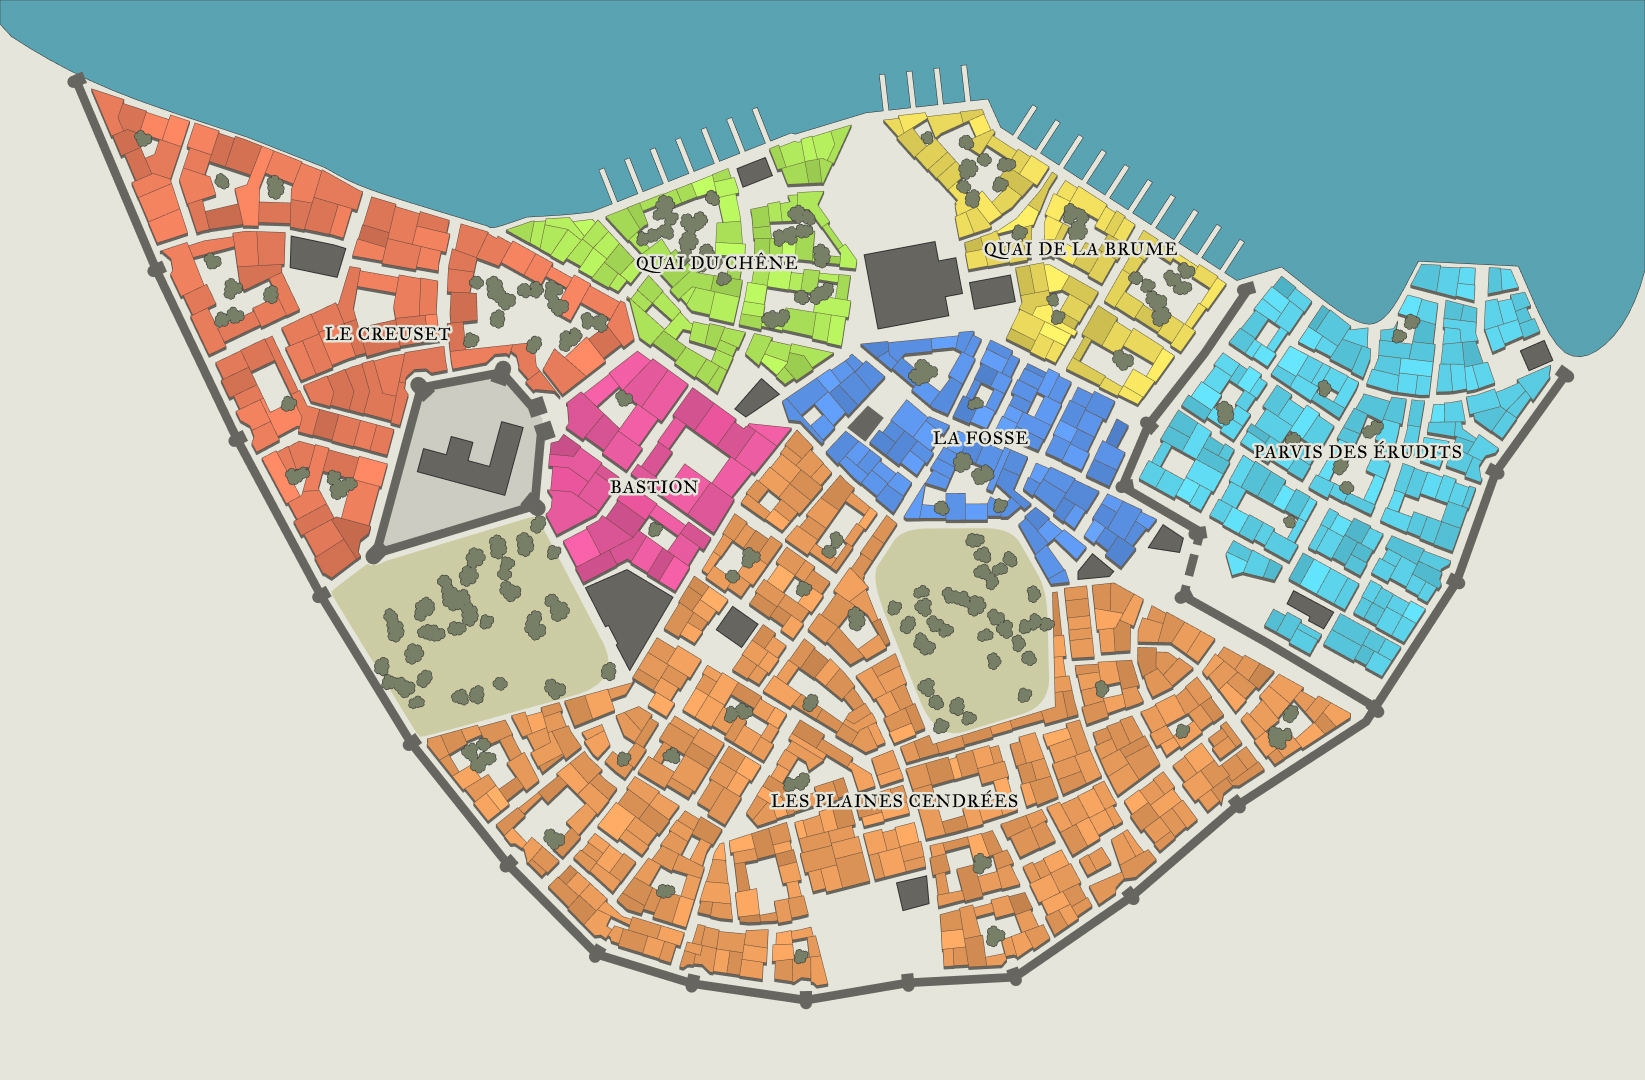 QUAI DU CHÊNE
QUAI DE LA BRUME
LE CREUSET
LA FOSSE
PARVIS DES ÉRUDITS
BASTION
LES PLAINES CENDRÉES